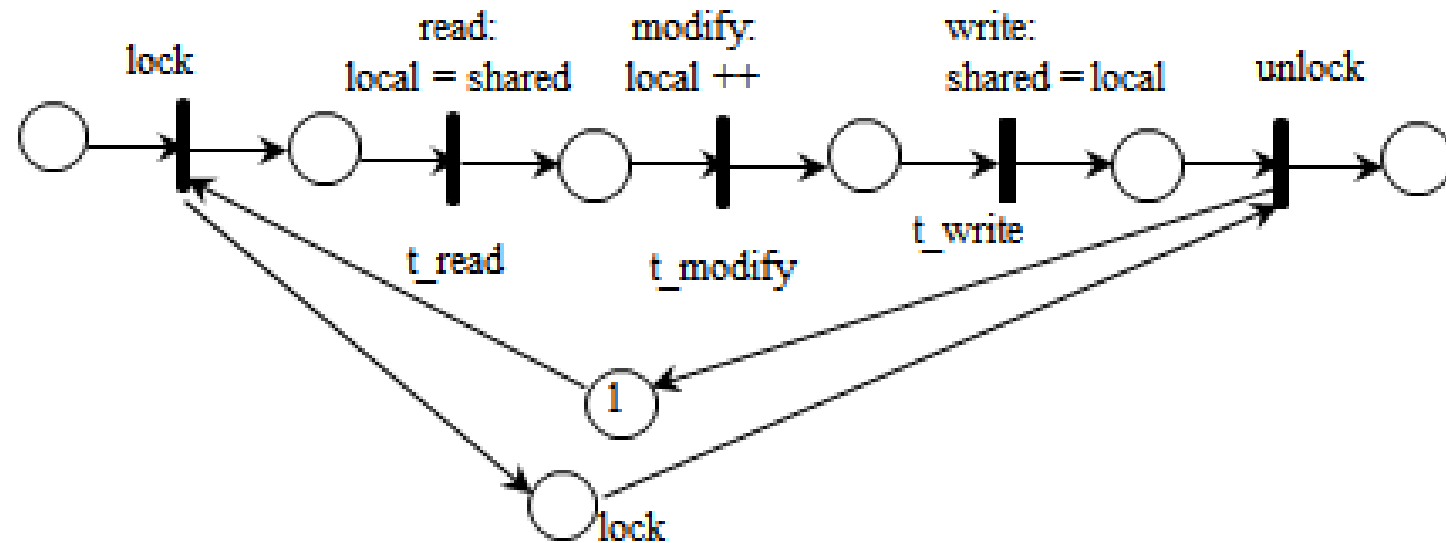 lock
read:
local = shared
modify:
local ++
write:
shared = local
unlock
t_read
t_modify
t_write
1
lock